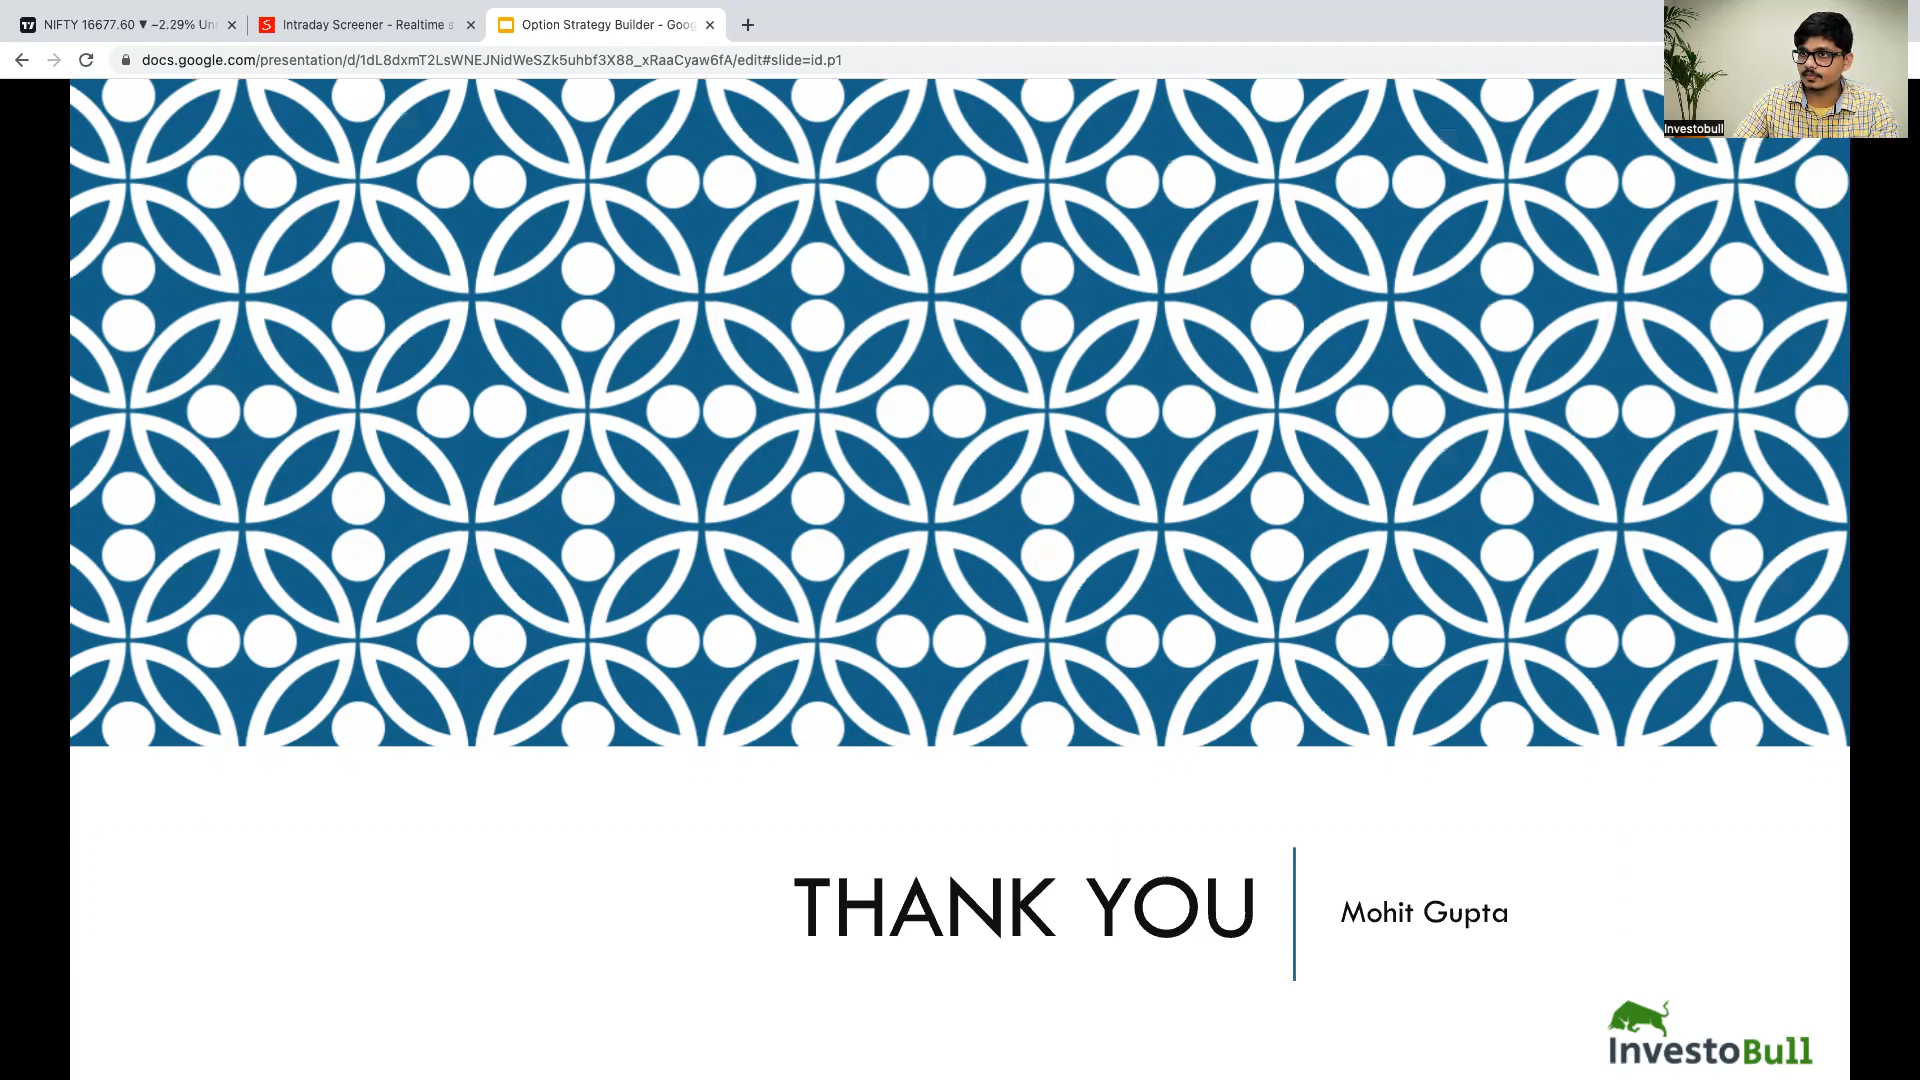 NIFTY 16677.60 ▼ −2.29% Un
Intraday Screener - Realtime s
Option Strategy Builder - Goog
docs.google.com/presentation/d/1dL8dxmT2LsWNEJNidWeSZk5uhbf3X88_xRaaCyaw6fA/edit#slide=id.p1
Investobull
THANK YOU
Mohit Gupta
InvestoBull